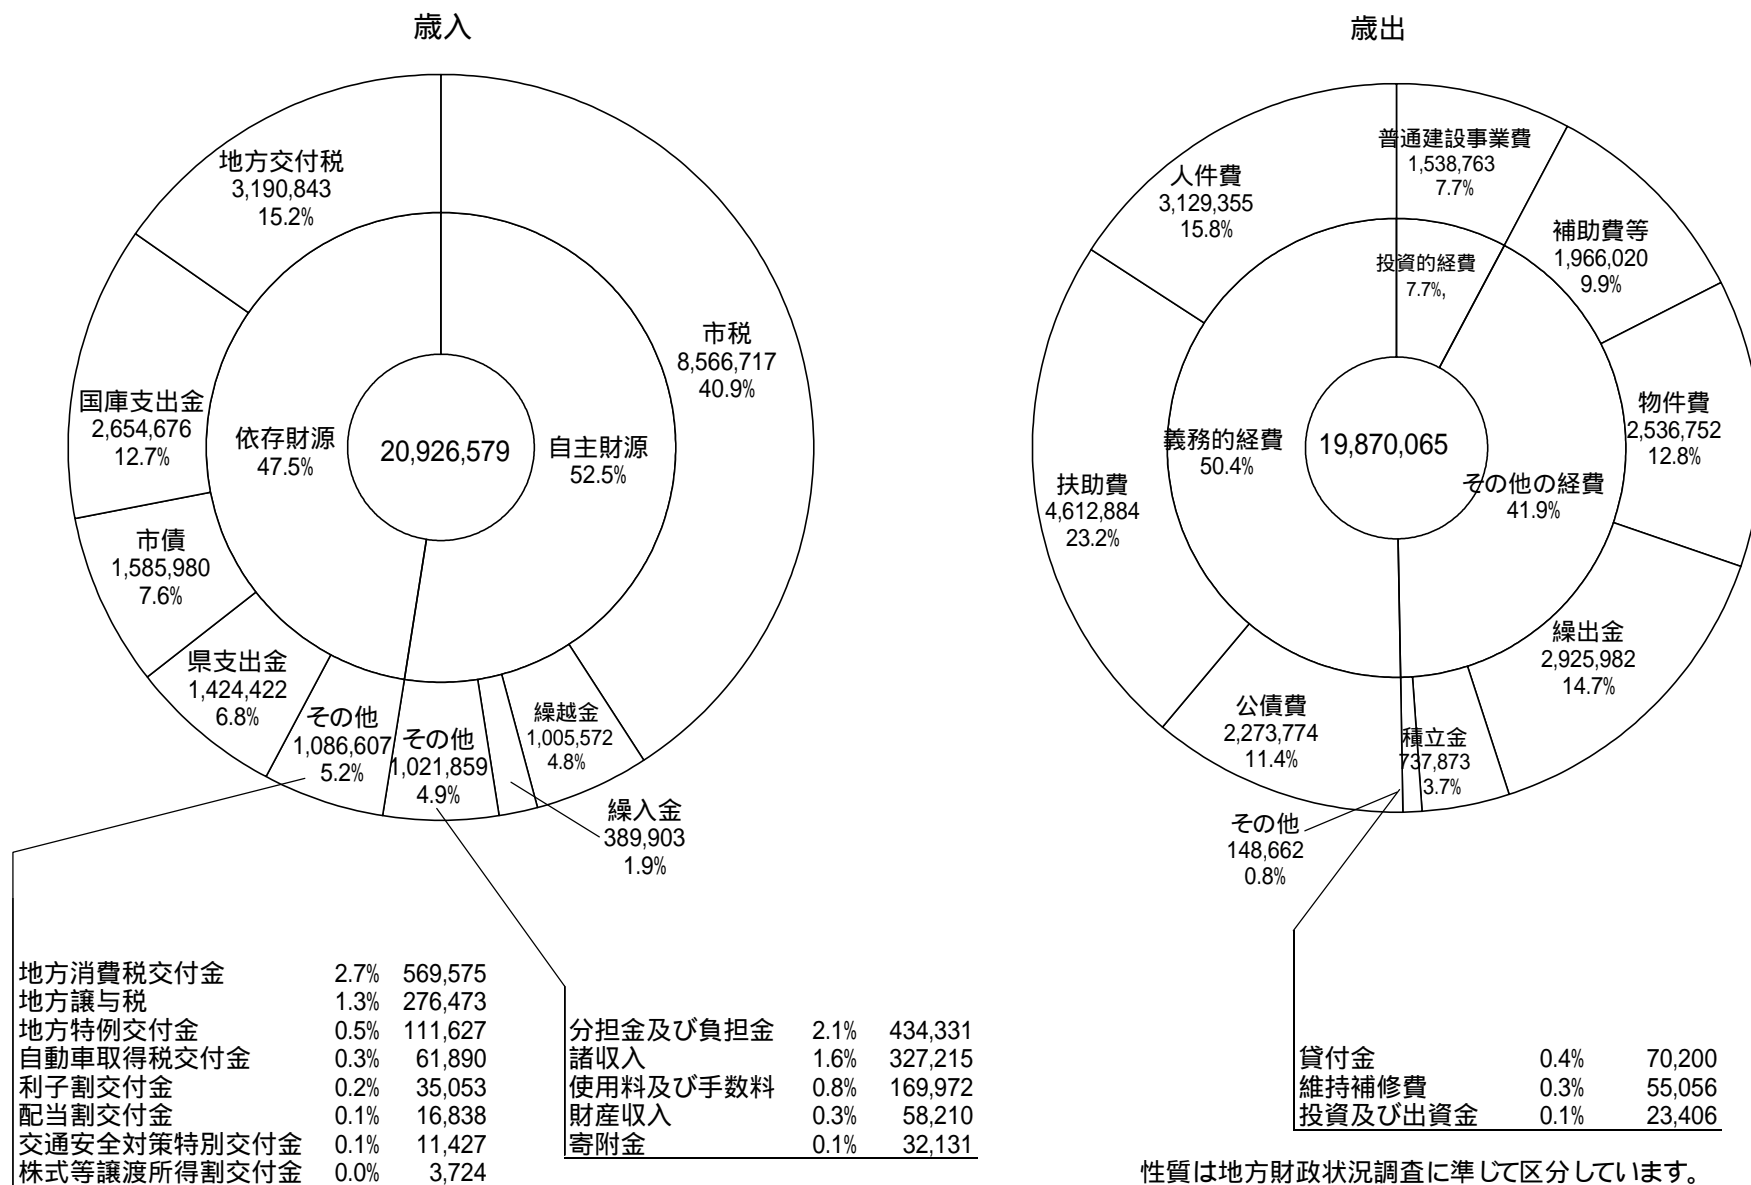 歳入
地方交付税
3,190,843
15.2%
市税
8,566,717
40.9%
国庫支出金
2,654,676
12.7%
依存財源
47.5%
20,926,579
自主財源
52.5%
市債
1,585,980
7.6%
県支出金
1,424,422
6.8%
その他
1,086,607
5.2%
その他
1,021,859
4.9%
繰越金
1,005,572
4.8%
繰入金
389,903
1.9%
地方消費税交付金 2.7% 569,575
地方譲与税 1.3% 276,473
地方特例交付金 0.5% 111,627
自動車取得税交付金 0.3% 61,890
利子割交付金 0.2% 35,053
配当割交付金 0.1% 16,838
交通安全対策特別交付金 0.1% 11,427
株式等譲渡所得割交付金 0.0% 3,724
分担金及び負担金 2.1% 434,331
諸収入 1.6% 327,215
使用料及び手数料 0.8% 169,972
財産収入 0.3% 58,210
寄附金 0.1% 32,131
歳出
普通建設事業費
1,538,763
7.7%
人件費
3,129,355
15.8%
補助費等
1,966,020
9.9%
投資的経費
7.7%,
物件費
2,536,752
12.8%
義務的経費
50.4%
19,870,065
その他の経費
41.9%
扶助費
4,612,884
23.2%
繰出金
2,925,982
14.7%
公債費
2,273,774
11.4%
積立金
737,873
3.7%
その他
148,662
0.8%
貸付金 0.4% 70,200
維持補修費 0.3% 55,056
投資及び出資金 0.1% 23,406
性質は地方財政状況調査に準じて区分しています。